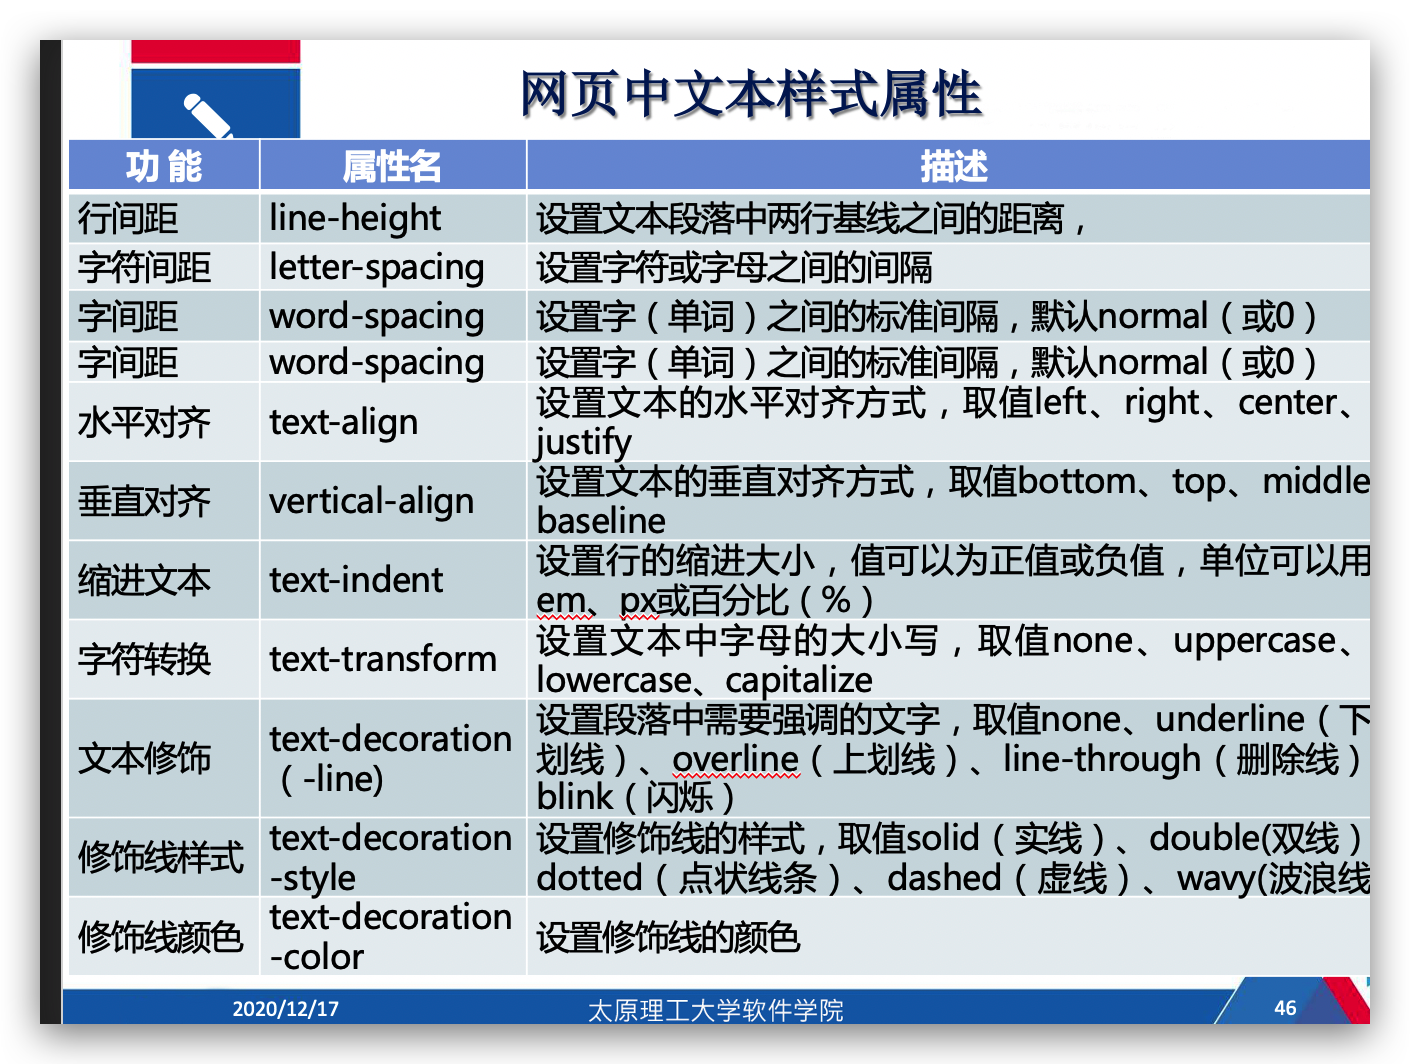 网页中文本样式属性
功 能 属性名 描述
行间距 line-height 设置文本段落中两行基线之间的距离，
字符间距 letter-spacing 设置字符或字母之间的间隔
字间距 word-spacing 设置字（单词）之间的标准间隔，默认normal（或0）
字间距 word-spacing 设置字（单词）之间的标准间隔，默认normal（或0）
水平对齐 text-align 设置文本的水平对齐方式，取值left、right、center、
justify
垂直对齐 vertical-align 设置文本的垂直对齐方式，取值bottom、top、middle
baseline
缩进文本 text-indent 设置行的缩进大小，值可以为正值或负值，单位可以用
em、px或百分比（%）
字符转换 text-transform 设置文本中字母的大小写，取值none、uppercase、
lowercase、capitalize
文本修饰 text-decoration
（-line) 设置段落中需要强调的文字，取值none、underline（下
划线）、overline（上划线）、line-through（删除线）
blink（闪烁）
修饰线样式 text-decoration
-style 设置修饰线的样式，取值solid（实线）、double(双线）
dotted（点状线条）、dashed（虚线）、wavy(波浪线
修饰线颜色 text-decoration
-color 设置修饰线的颜色
2020/12/17 太原理工大学软件学院 46